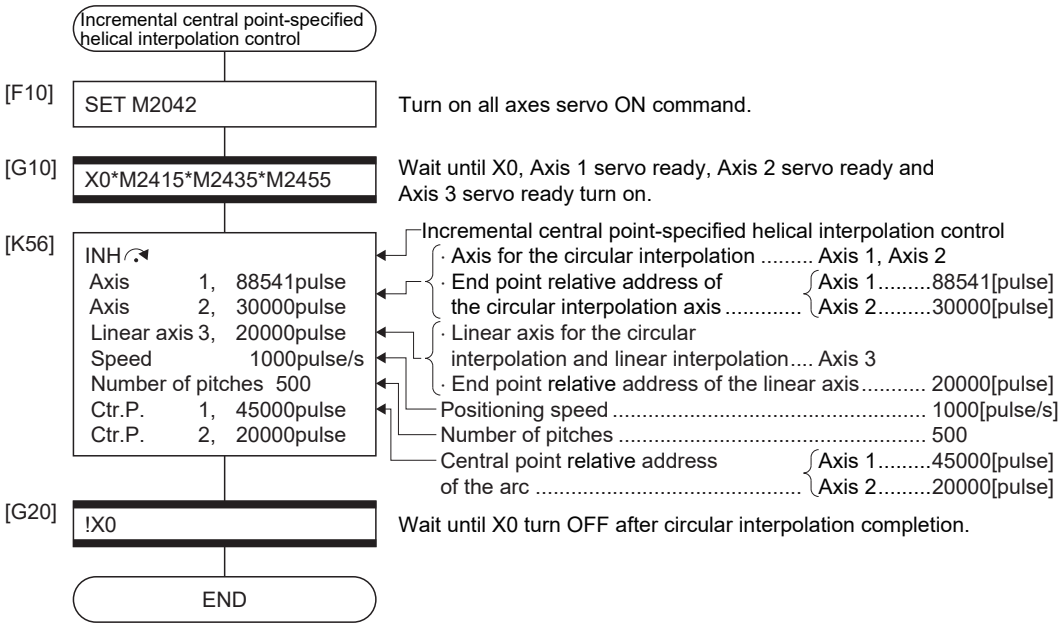 Incremental central point-specified
helical interpolation control
[F10]
SET M2042
Turn on all axes servo ON command.
[G10]
X0*M2415*M2435*M2455
Wait until X0, Axis 1 servo ready, Axis 2 servo ready and
Axis 3 servo ready turn on.
[K56]
INH
Axis 1, 88541pulse
Axis 2, 30000pulse
Linear axis 3, 20000pulse
Speed 1000pulse/s
Number of pitches 500
Ctr.P. 1, 45000pulse
Ctr.P. 2, 20000pulse
Incremental central point-specified helical interpolation control
· Axis for the circular interpolation ......... Axis 1, Axis 2
· End point relative address of
the circular interpolation axis .............
Axis 1.........88541[pulse]
Axis 2.........30000[pulse]
· Linear axis for the circular
interpolation and linear interpolation.... Axis 3
· End point relative address of the linear axis........... 20000[pulse]
Positioning speed ..................................................... 1000[pulse/s]
Number of pitches .................................................... 500
Central point relative address
of the arc .............................................
Axis 1.........45000[pulse]
Axis 2.........20000[pulse]
[G20]
!X0
Wait until X0 turn OFF after circular interpolation completion.
END